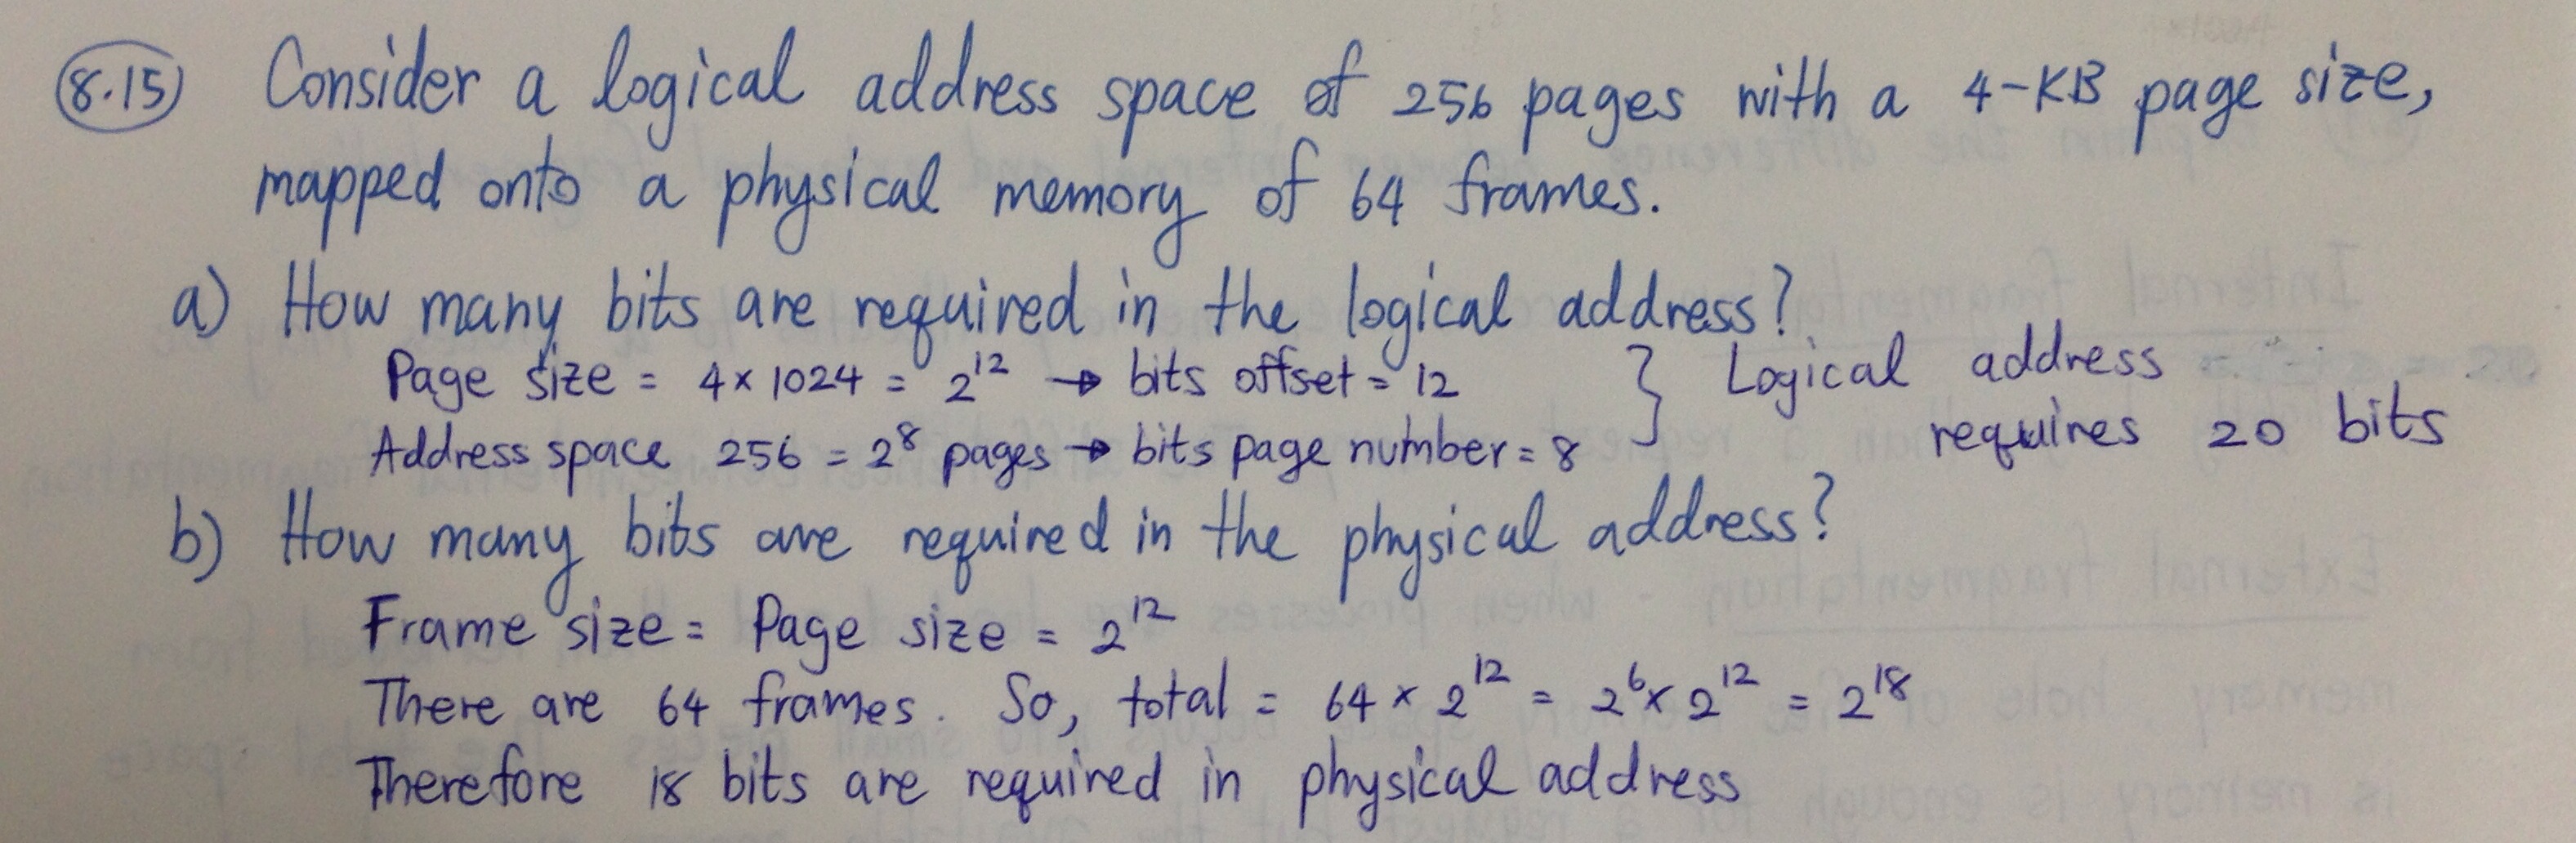 8.15) Consider a logical address space of 256 pages with a 4-KB page size,
mapped onto a physical memory of 64 frames.
a) How many bits are required in the logical address?
Page size = 4 x 1024 = 2^12 → bits offset = 12 } Logical address
Address space 256 = 2^8 pages → bits page number = 8 requires 20 bits
b) How many bits are required in the physical address?
Frame size = Page size = 2^12
There are 64 frames. So, total = 64 x 2^12 = 2^6 x 2^12 = 2^18
Therefore 18 bits are required in physical address